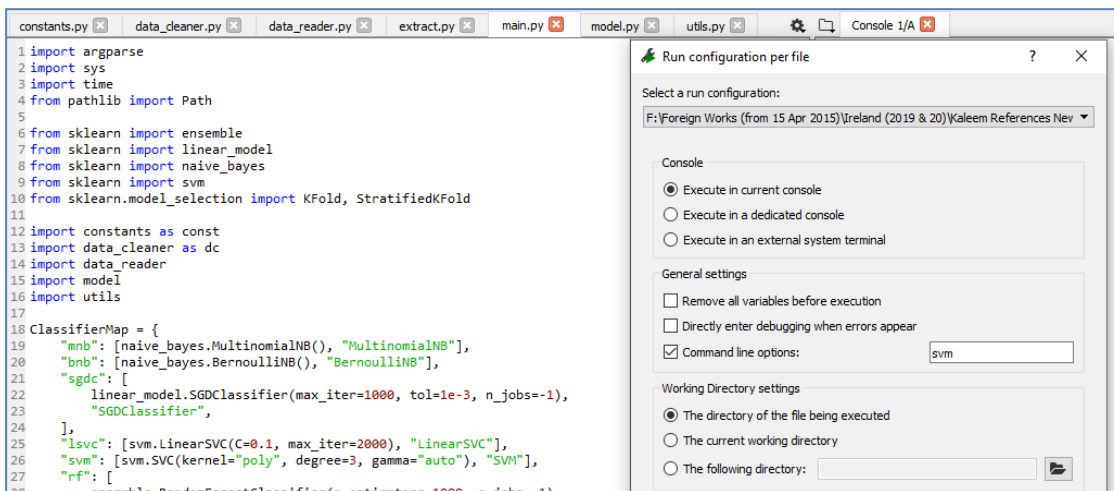 constants.py data_cleaner.py data_reader.py extract.py main.py model.py utils.py Console 1/A
1 import argparse
2 import sys
3 import time
4 from pathlib import Path
5
6 from sklearn import ensemble
7 from sklearn import linear_model
8 from sklearn import naive_bayes
9 from sklearn import svm
10 from sklearn.model_selection import KFold, StratifiedKFold
11
12 import constants as const
13 import data_cleaner as dc
14 import data_reader
15 import model
16 import utils
17
18 ClassifierMap = {
19 "mnb": [naive_bayes.MultinomialNB(), "MultinomialNB"],
20 "bnb": [naive_bayes.BernoulliNB(), "BernoulliNB"],
21 "sgdc": [
22 linear_model.SGDClassifier(max_iter=1000, tol=1e-3, n_jobs=-1),
23 "SGDClassifier",
24 ],
25 "lsvc": [svm.LinearSVC(C=0.1, max_iter=2000), "LinearSVC"],
26 "svm": [svm.SVC(kernel="poly", degree=3, gamma="auto"), "SVM"],
27 "rf": [
Run configuration per file ? X
Select a run configuration:
F:\Foreign Works (from 15 Apr 2015)\Ireland (2019 & 20)\Kaleem References Nev
Console
Execute in current console
Execute in a dedicated console
Execute in an external system terminal
General settings
Remove all variables before execution
Directly enter debugging when errors appear
Command line options: svm
Working Directory settings
The directory of the file being executed
The current working directory
The following directory: